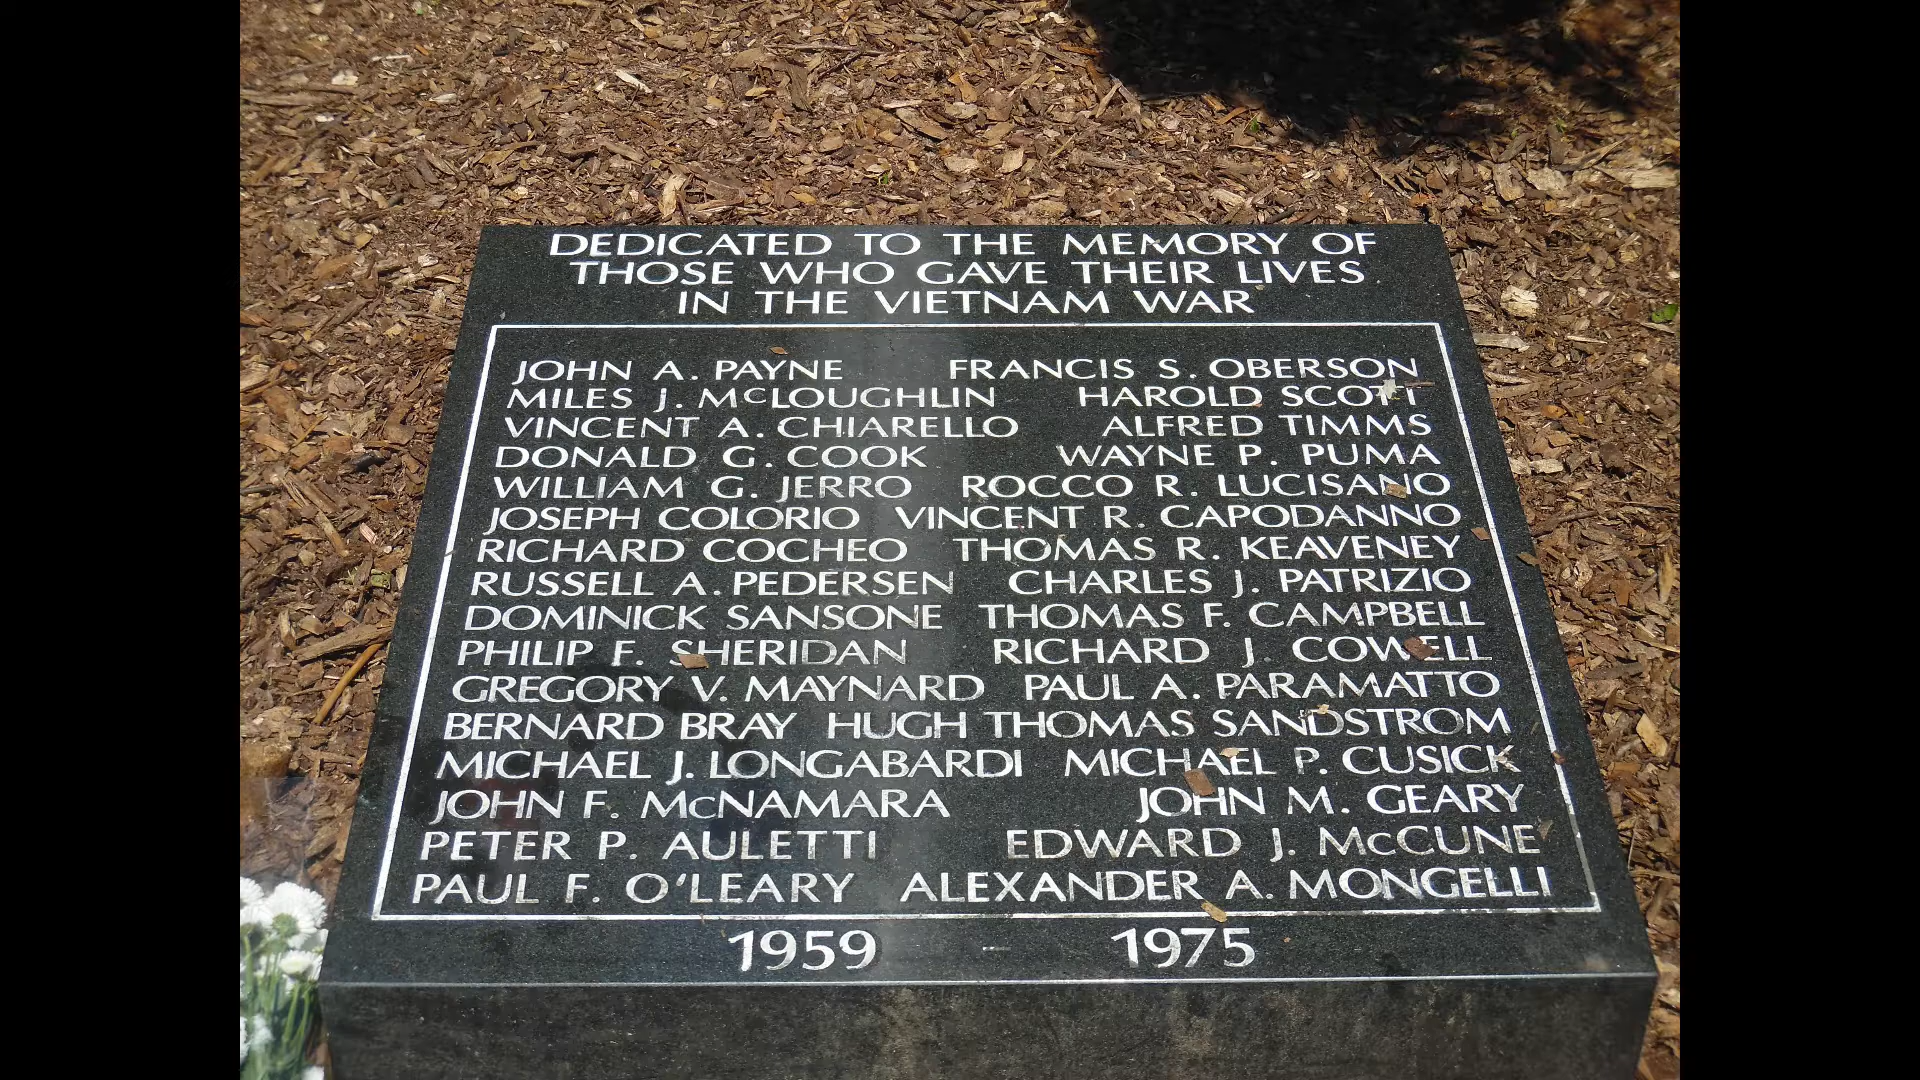 DEDICATED TO THE MEMORY OF
THOSE WHO GAVE THEIR LIVES
IN THE VIETNAM WAR
JOHN A. PAYNE FRANCIS S. OBERSON
MILES J. McLOUGHLIN HAROLD SCOTT
VINCENT A. CHIARELLO ALFRED TIMMS
DONALD G. COOK WAYNE P. PUMA
WILLIAM G. JERRO ROCCO R. LUCISANO
JOSEPH COLORIO VINCENT R. CAPODANNO
RICHARD COCHEO THOMAS R. KEAVENEY
RUSSELL A. PEDERSEN CHARLES J. PATRIZIO
DOMINICK SANSONE THOMAS F. CAMPBELL
PHILIP F. SHERIDAN RICHARD J. COWELL
GREGORY V. MAYNARD PAUL A. PARAMATTO
BERNARD BRAY HUGH THOMAS SANDSTROM
MICHAEL J. LONGABARDI MICHAEL P. CUSICK
JOHN F. McNAMARA JOHN M. GEARY
PETER P. AULETTI EDWARD J. McCUNE
PAUL F. O'LEARY ALEXANDER A. MONGELLI
1959 - 1975